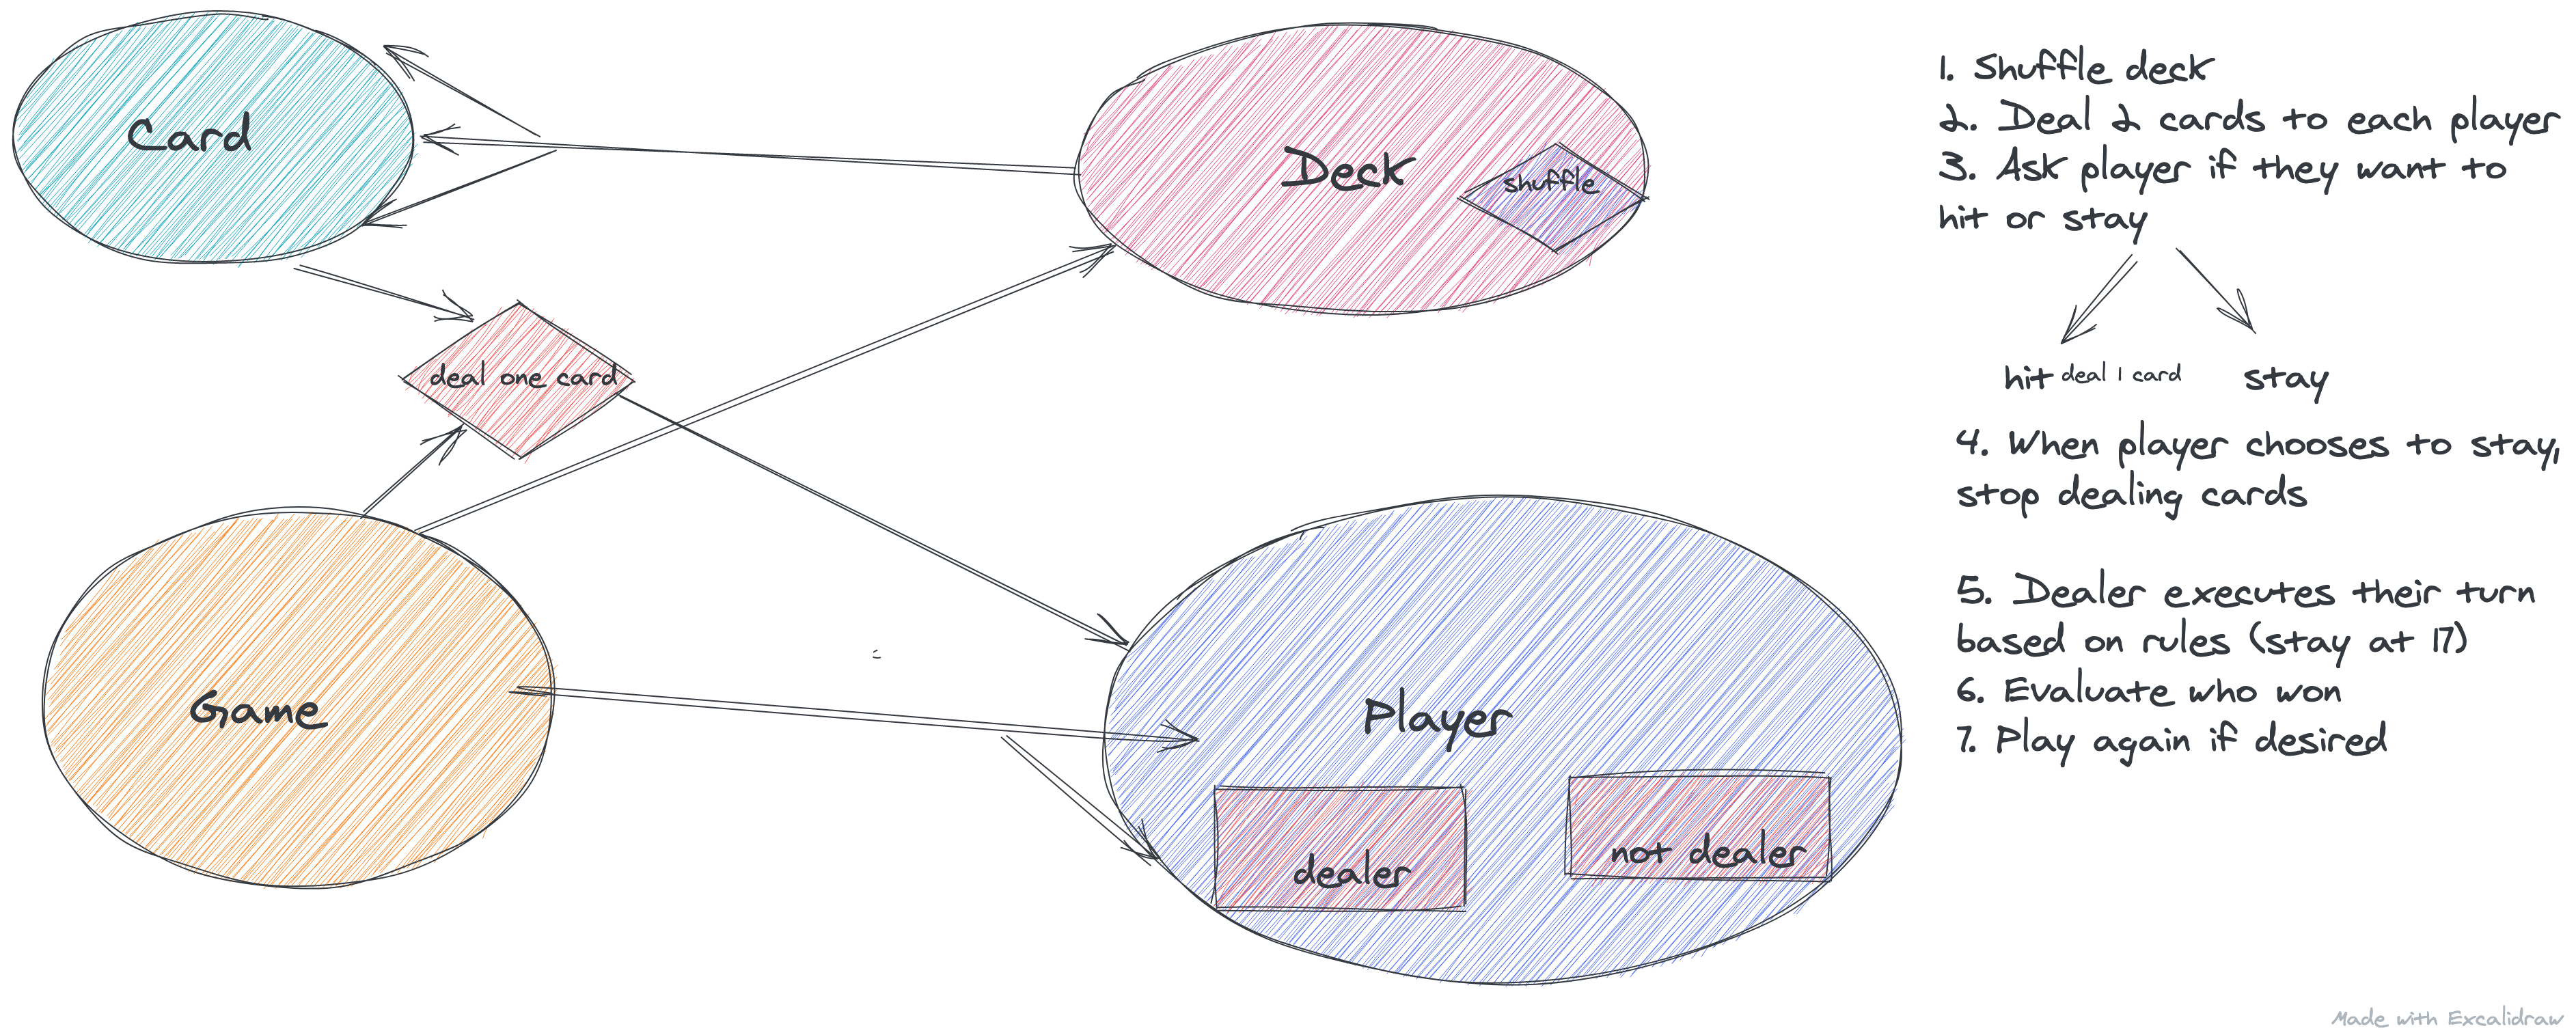 Card
Deck
shuffle
deal one card
Game
Player
dealer
not dealer
1. Shuffle deck
2. Deal 2 cards to each player
3. Ask player if they want to
hit or stay
hit deal 1 card
stay
4. When player chooses to stay,
stop dealing cards
5. Dealer executes their turn
based on rules (stay at 17)
6. Evaluate who won
7. Play again if desired
Made with Excalidraw